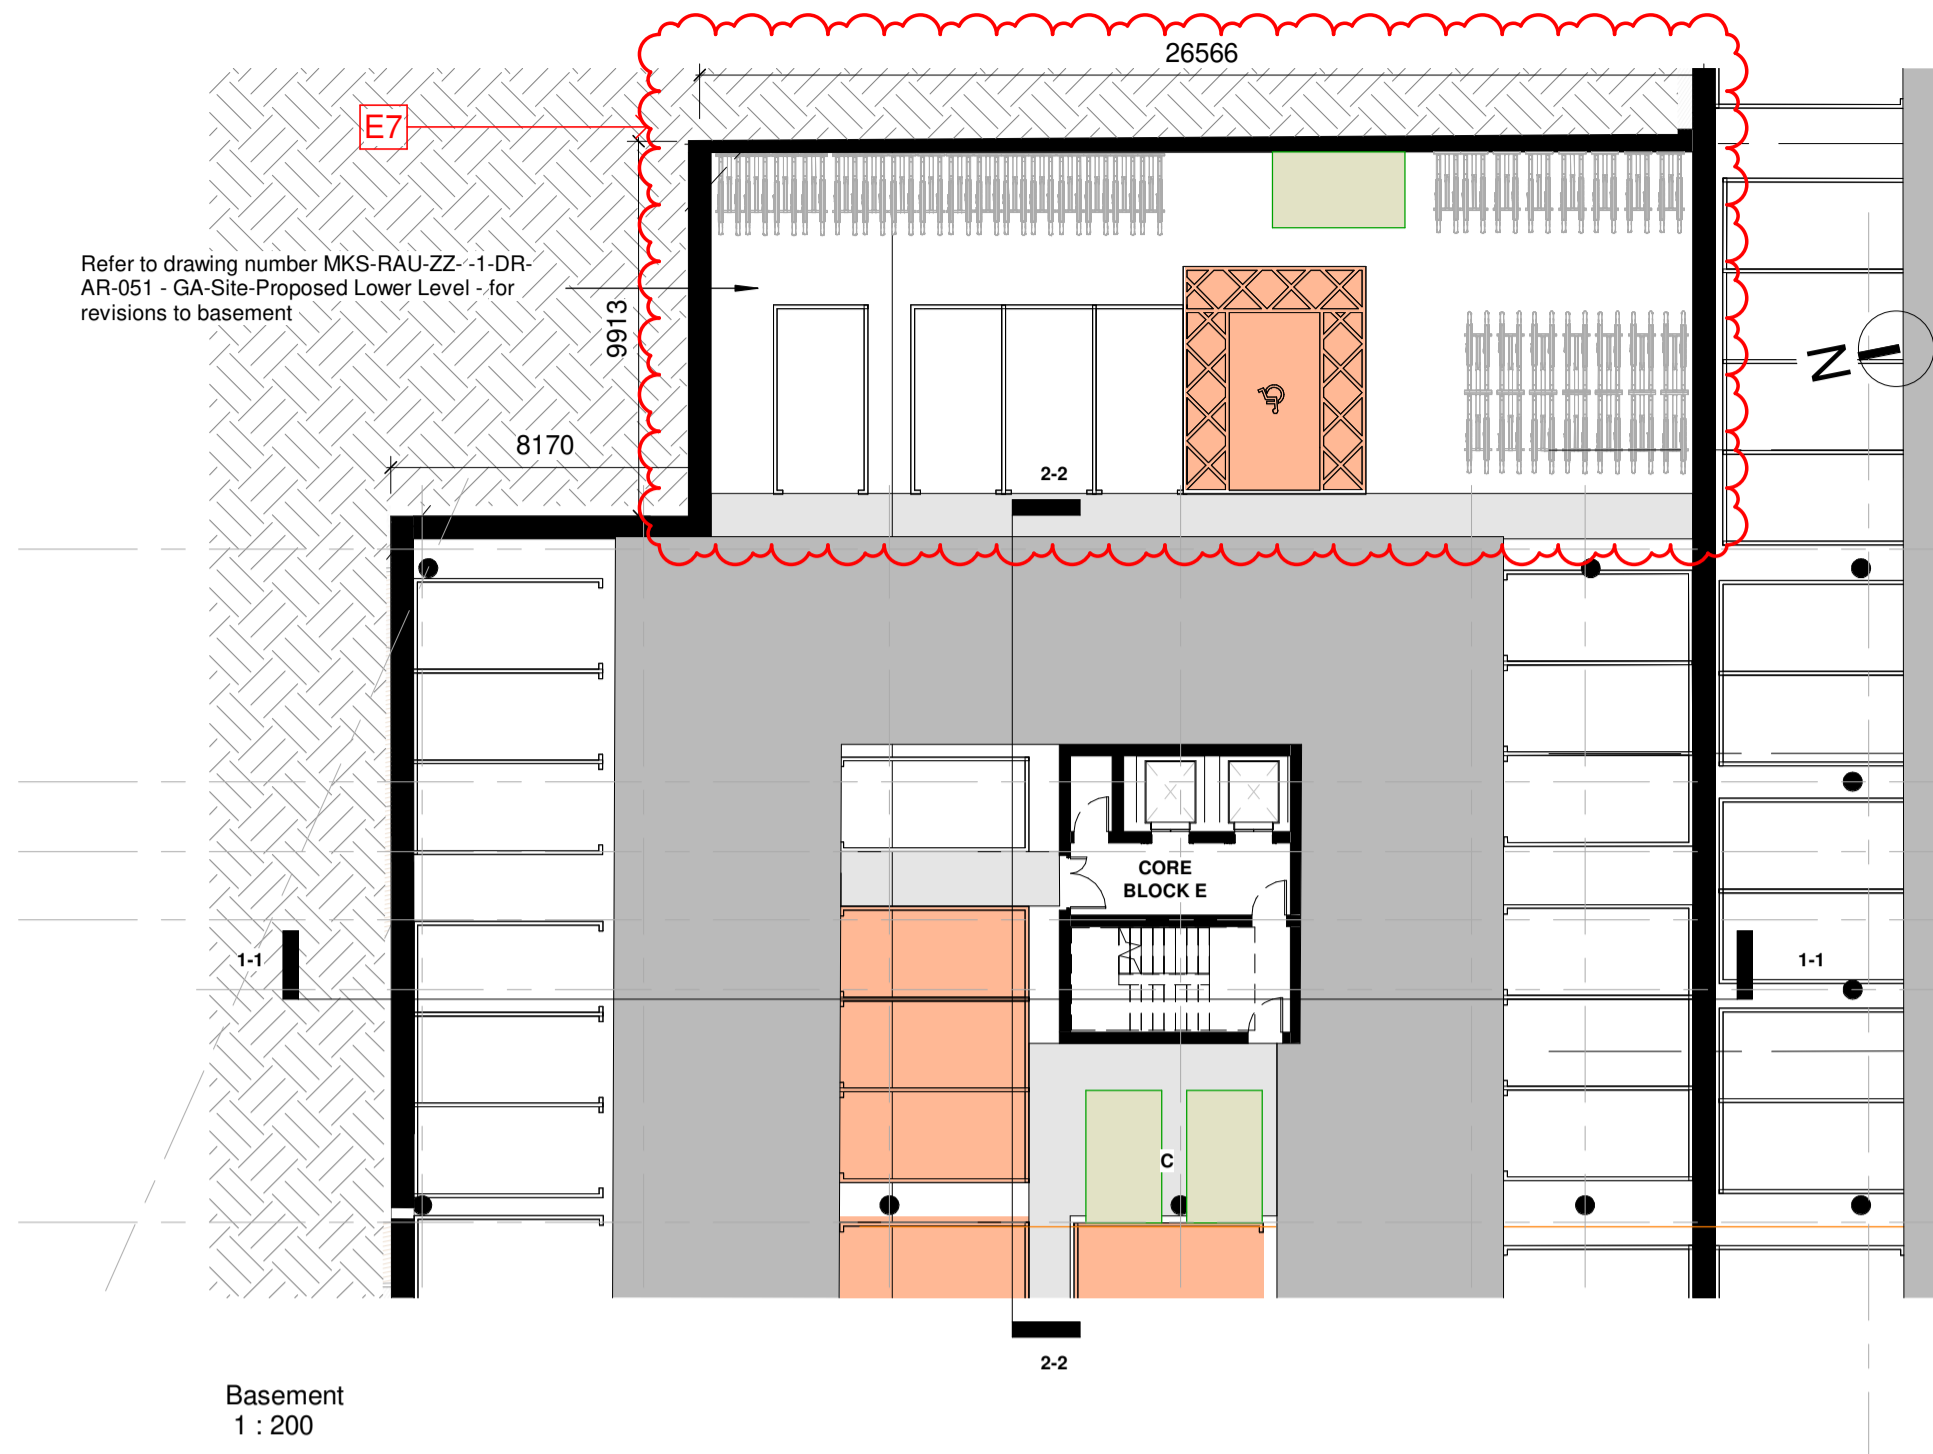 26566
E7
Refer to drawing number MKS-RAU-ZZ- -1-DR-
AR-051 - GA-Site-Proposed Lower Level - for
revisions to basement
9913
N
8170
2-2
CORE
BLOCK E
1-1
1-1
C
2-2
Basement
1 : 200